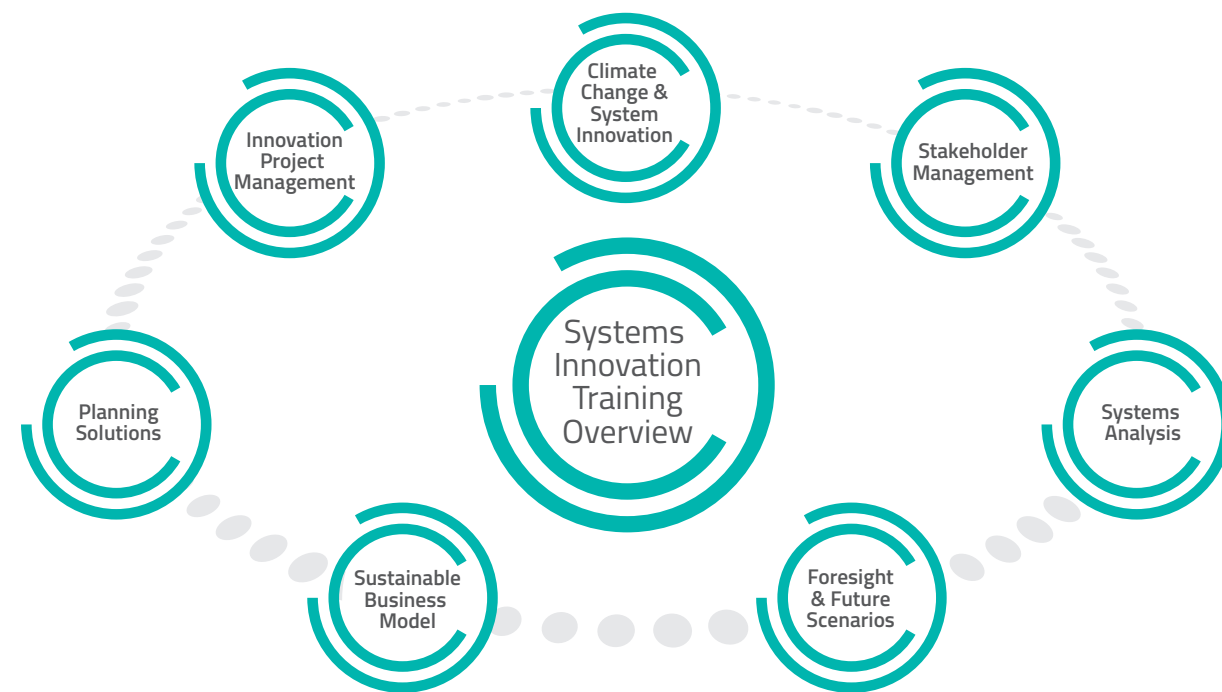 Climate
Change &
System
Innovation
Innovation
Project
Management
Stakeholder
Management
Systems
Innovation
Training
Overview
Planning
Solutions
Systems
Analysis
Sustainable
Business
Model
Foresight
& Future
Scenarios